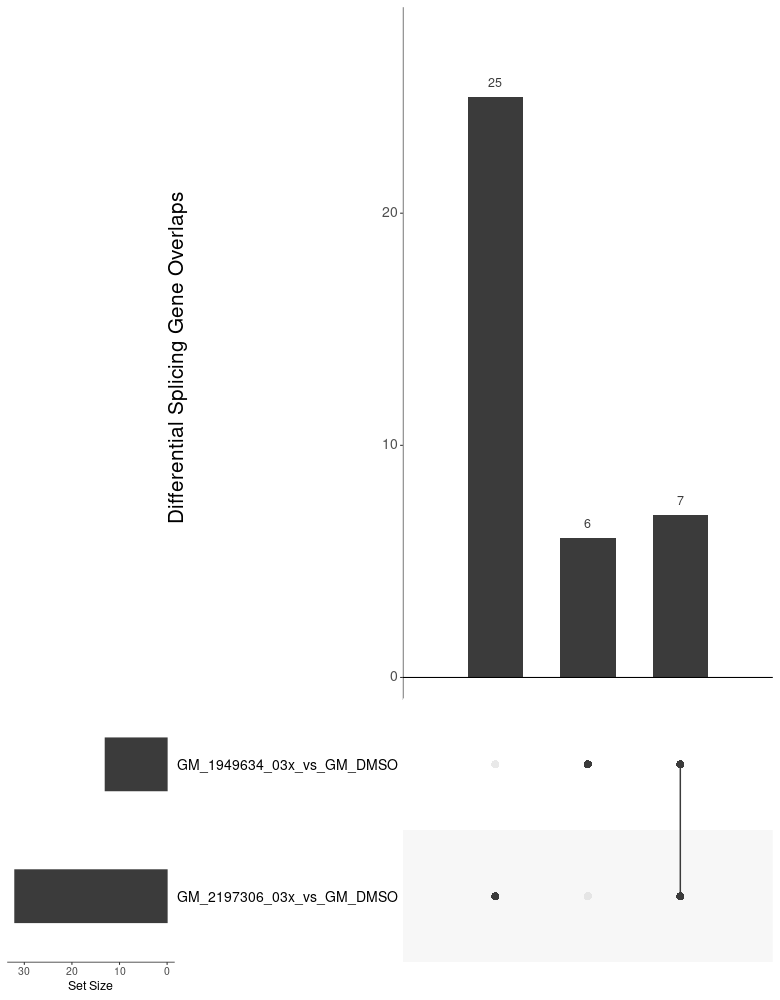 25
20
Differential Splicing Gene Overlaps
10
7
6
0
GM_1949634_03x_vs_GM_DMSO
GM_2197306_03x_vs_GM_DMSO
30 20 10 0
Set Size